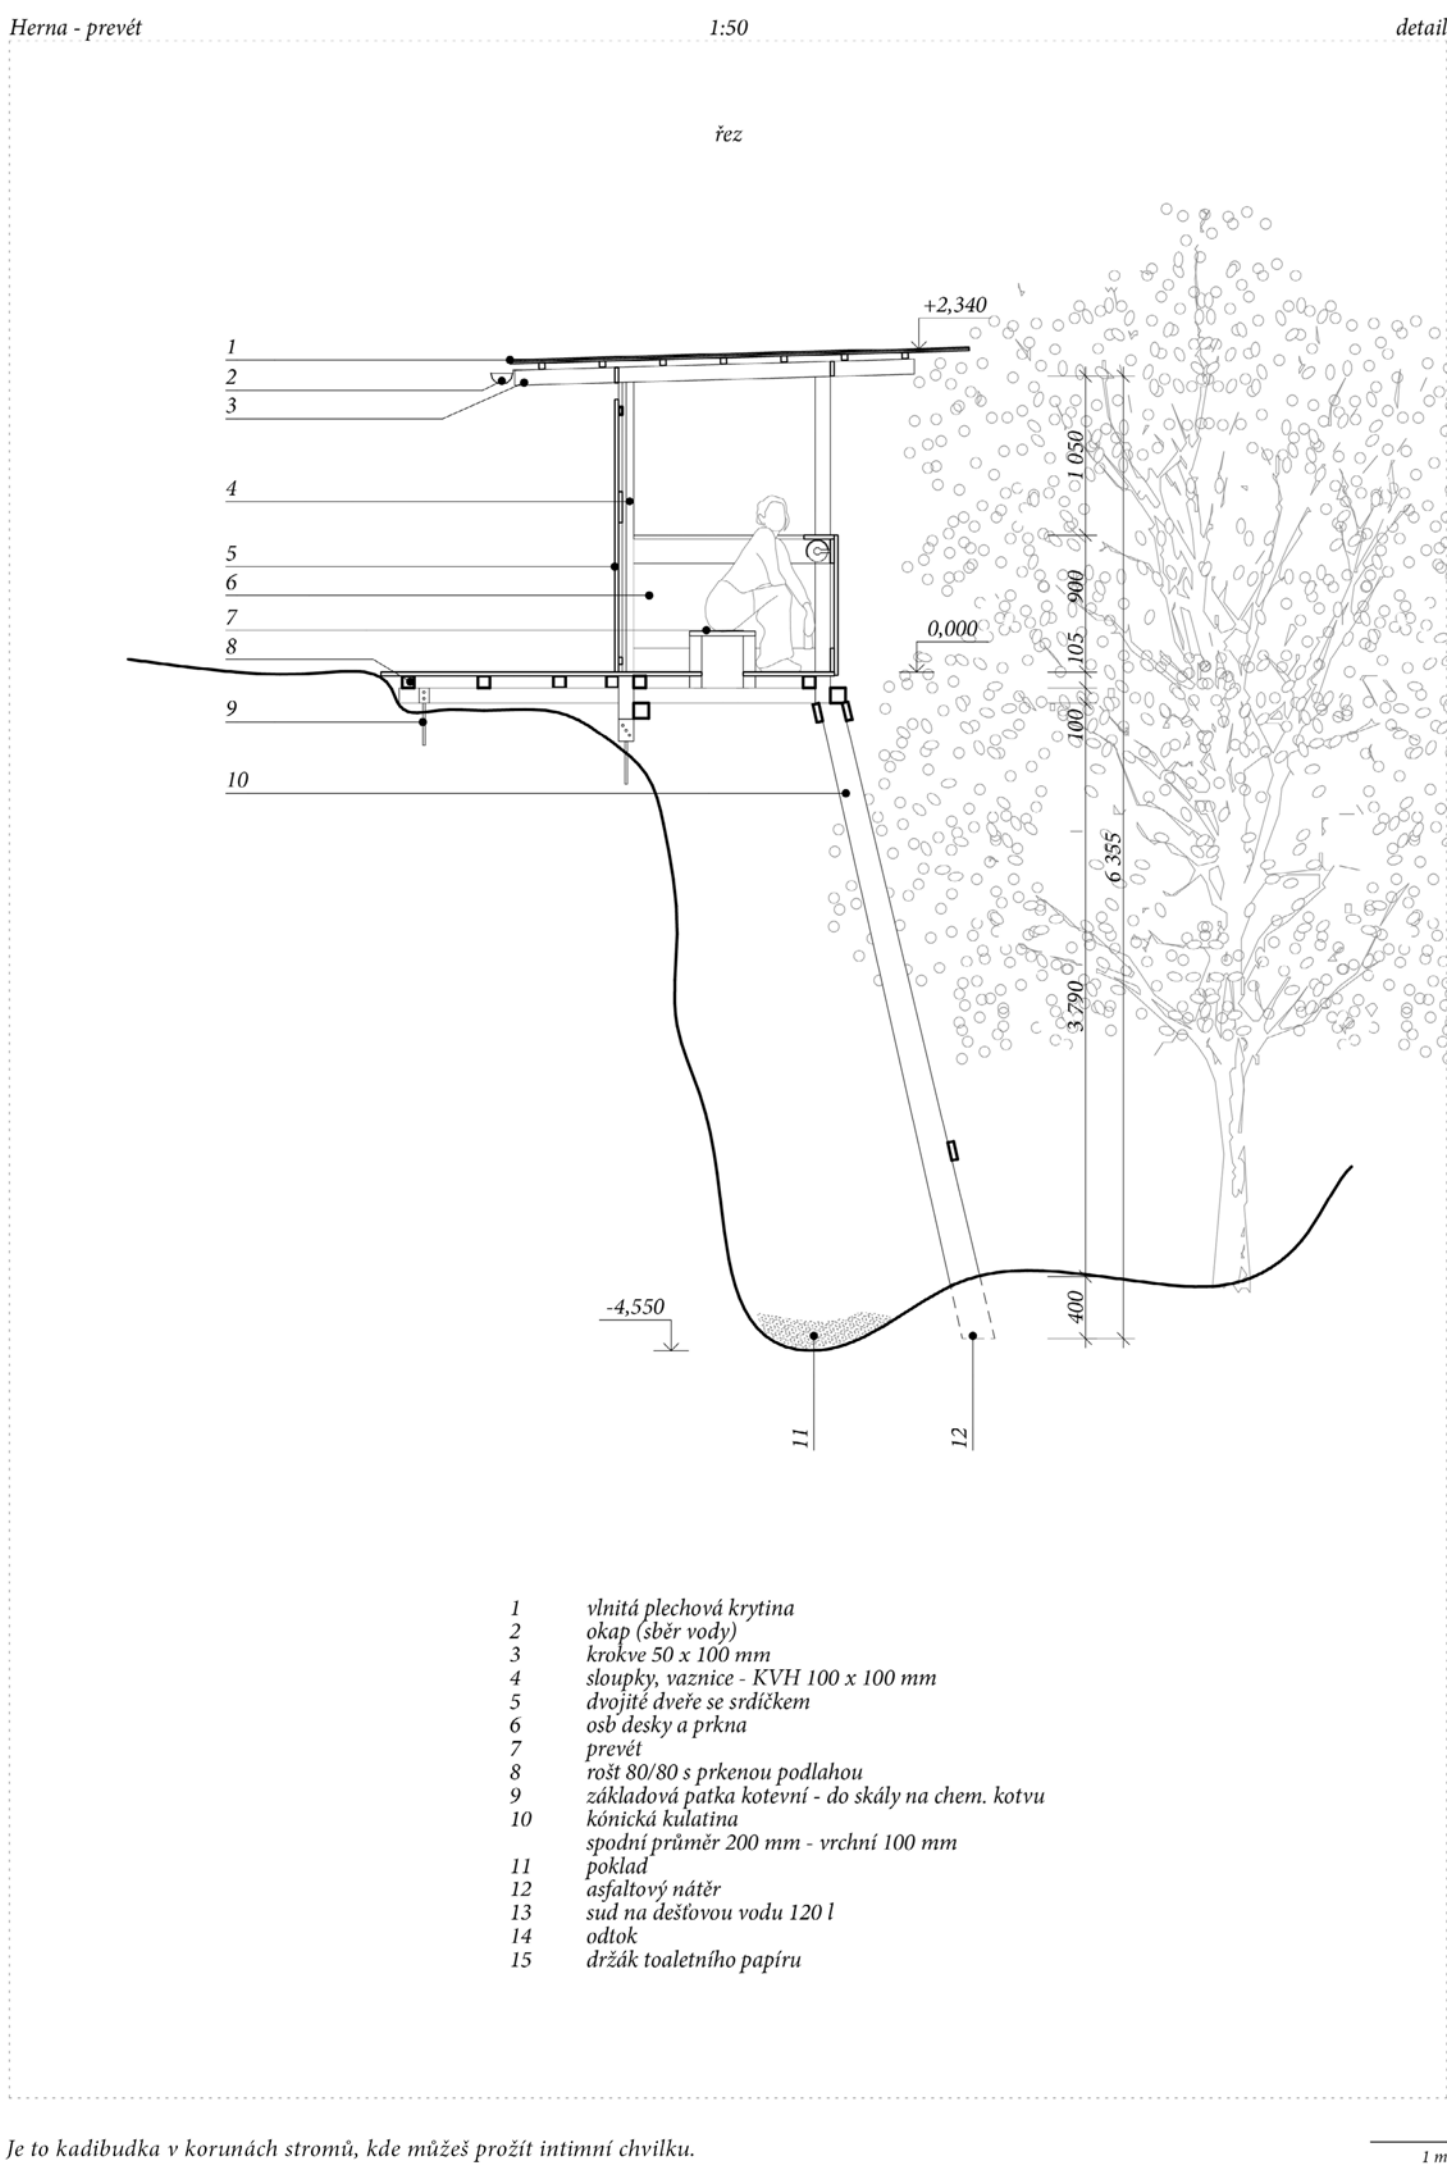 Herna - prevét 1:50 detail
řez
+2,340
1
2
3
4
5
6
7
8
9
10
0,000
1 050
900
105
100
6 355
3 790
400
-4,550
11
12
1 vlnitá plechová krytina
2 okap (sběr vody)
3 krokve 50 x 100 mm
4 sloupky, vaznice - KVH 100 x 100 mm
5 dvojité dveře se srdíčkem
6 osb desky a prkna
7 prevét
8 rošt 80/80 s prkenou podlahou
9 základová patka kotevní - do skály na chem. kotvu
10 kónická kulatina
spodní průměr 200 mm - vrchní 100 mm
11 poklad
12 asfaltový nátěr
13 sud na dešťovou vodu 120 l
14 odtok
15 držák toaletního papíru
Je to kadibudka v korunách stromů, kde můžeš prožít intimní chvilku.
1 m